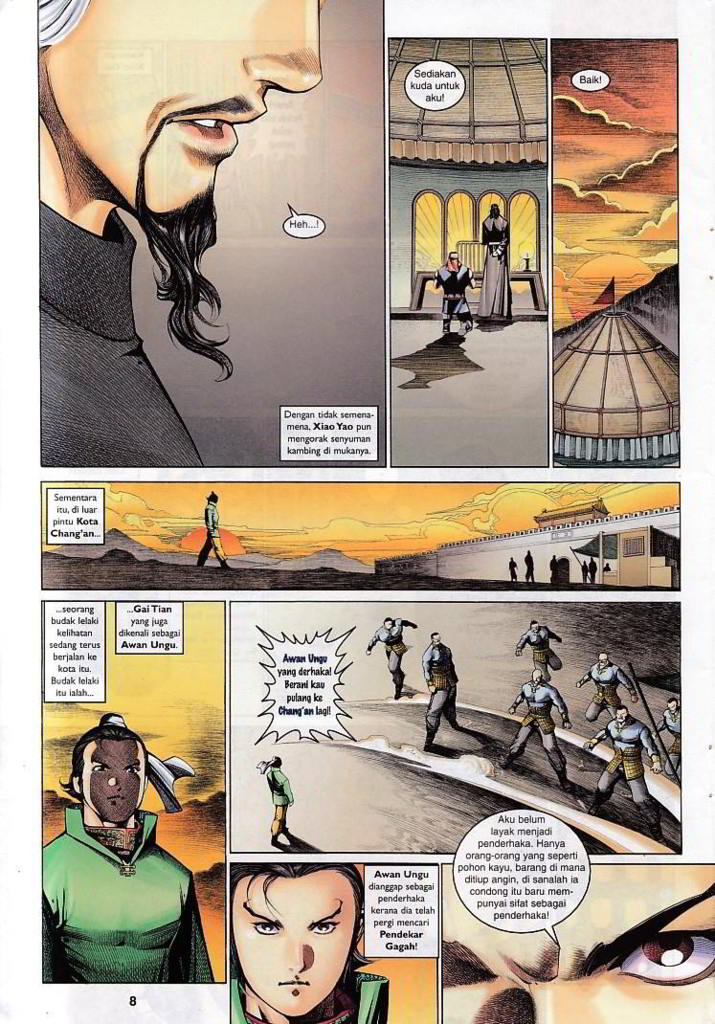 Heh...!
Dengan tidak semena-
mena, Xiao Yao pun
mengorak senyuman
kambing di mukanya.
Sediakan
kuda untuk
aku!
Baik!
Sementara
itu, di luar
pintu Kota
Chang'an...
...seorang
budak lelaki
kelihatan
sedang terus
berjalan ke
kota itu. Budak
lelaki itu ialah...
...Gai Tian
yang juga
dikenali sebagai
Awan Ungu.
Awan Ungu
yang derhaka!
Berani kau
pulang ke
Chang'an lagi!
Awan Ungu
dianggap sebagai
penderhaka
kerana dia telah
pergi mencari
Pendekar
Gagah!
Aku belum
layak menjadi
penderhaka. Hanya
orang-orang yang seperti
pohon kayu, barang di mana
ditiup angin, di sanalah ia
condong itu baru mem-
punyai sifat sebagai
penderhaka!
8